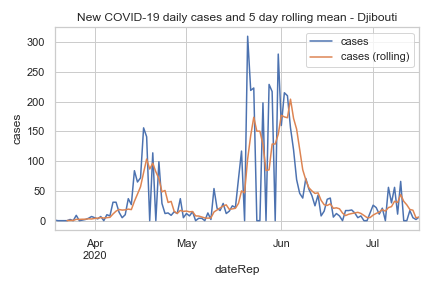 New COVID-19 daily cases and 5 day rolling mean - Djibouti
cases
cases (rolling)
300
250
200
150
100
50
0
cases
Apr
2020
May
Jun
Jul
dateRep